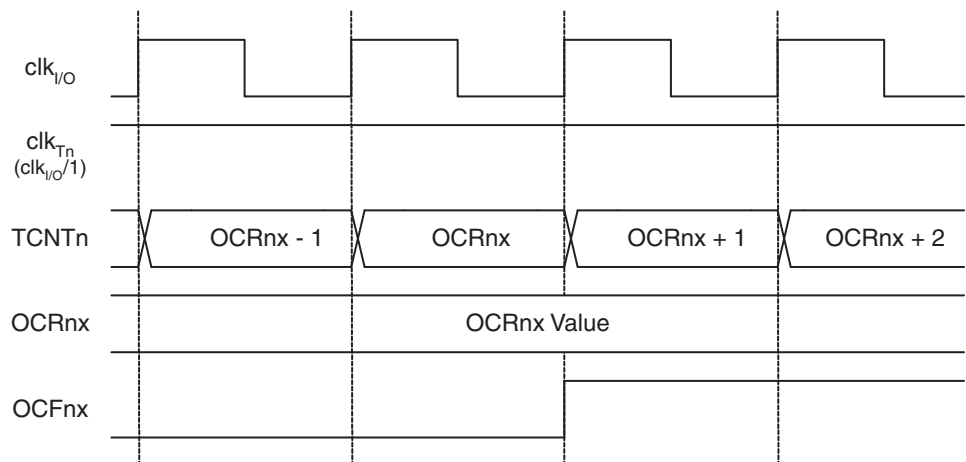 clkI/O
clkTn
(clkI/O/1)
TCNTn OCRnx - 1 OCRnx OCRnx + 1 OCRnx + 2
OCRnx OCRnx Value
OCFnx